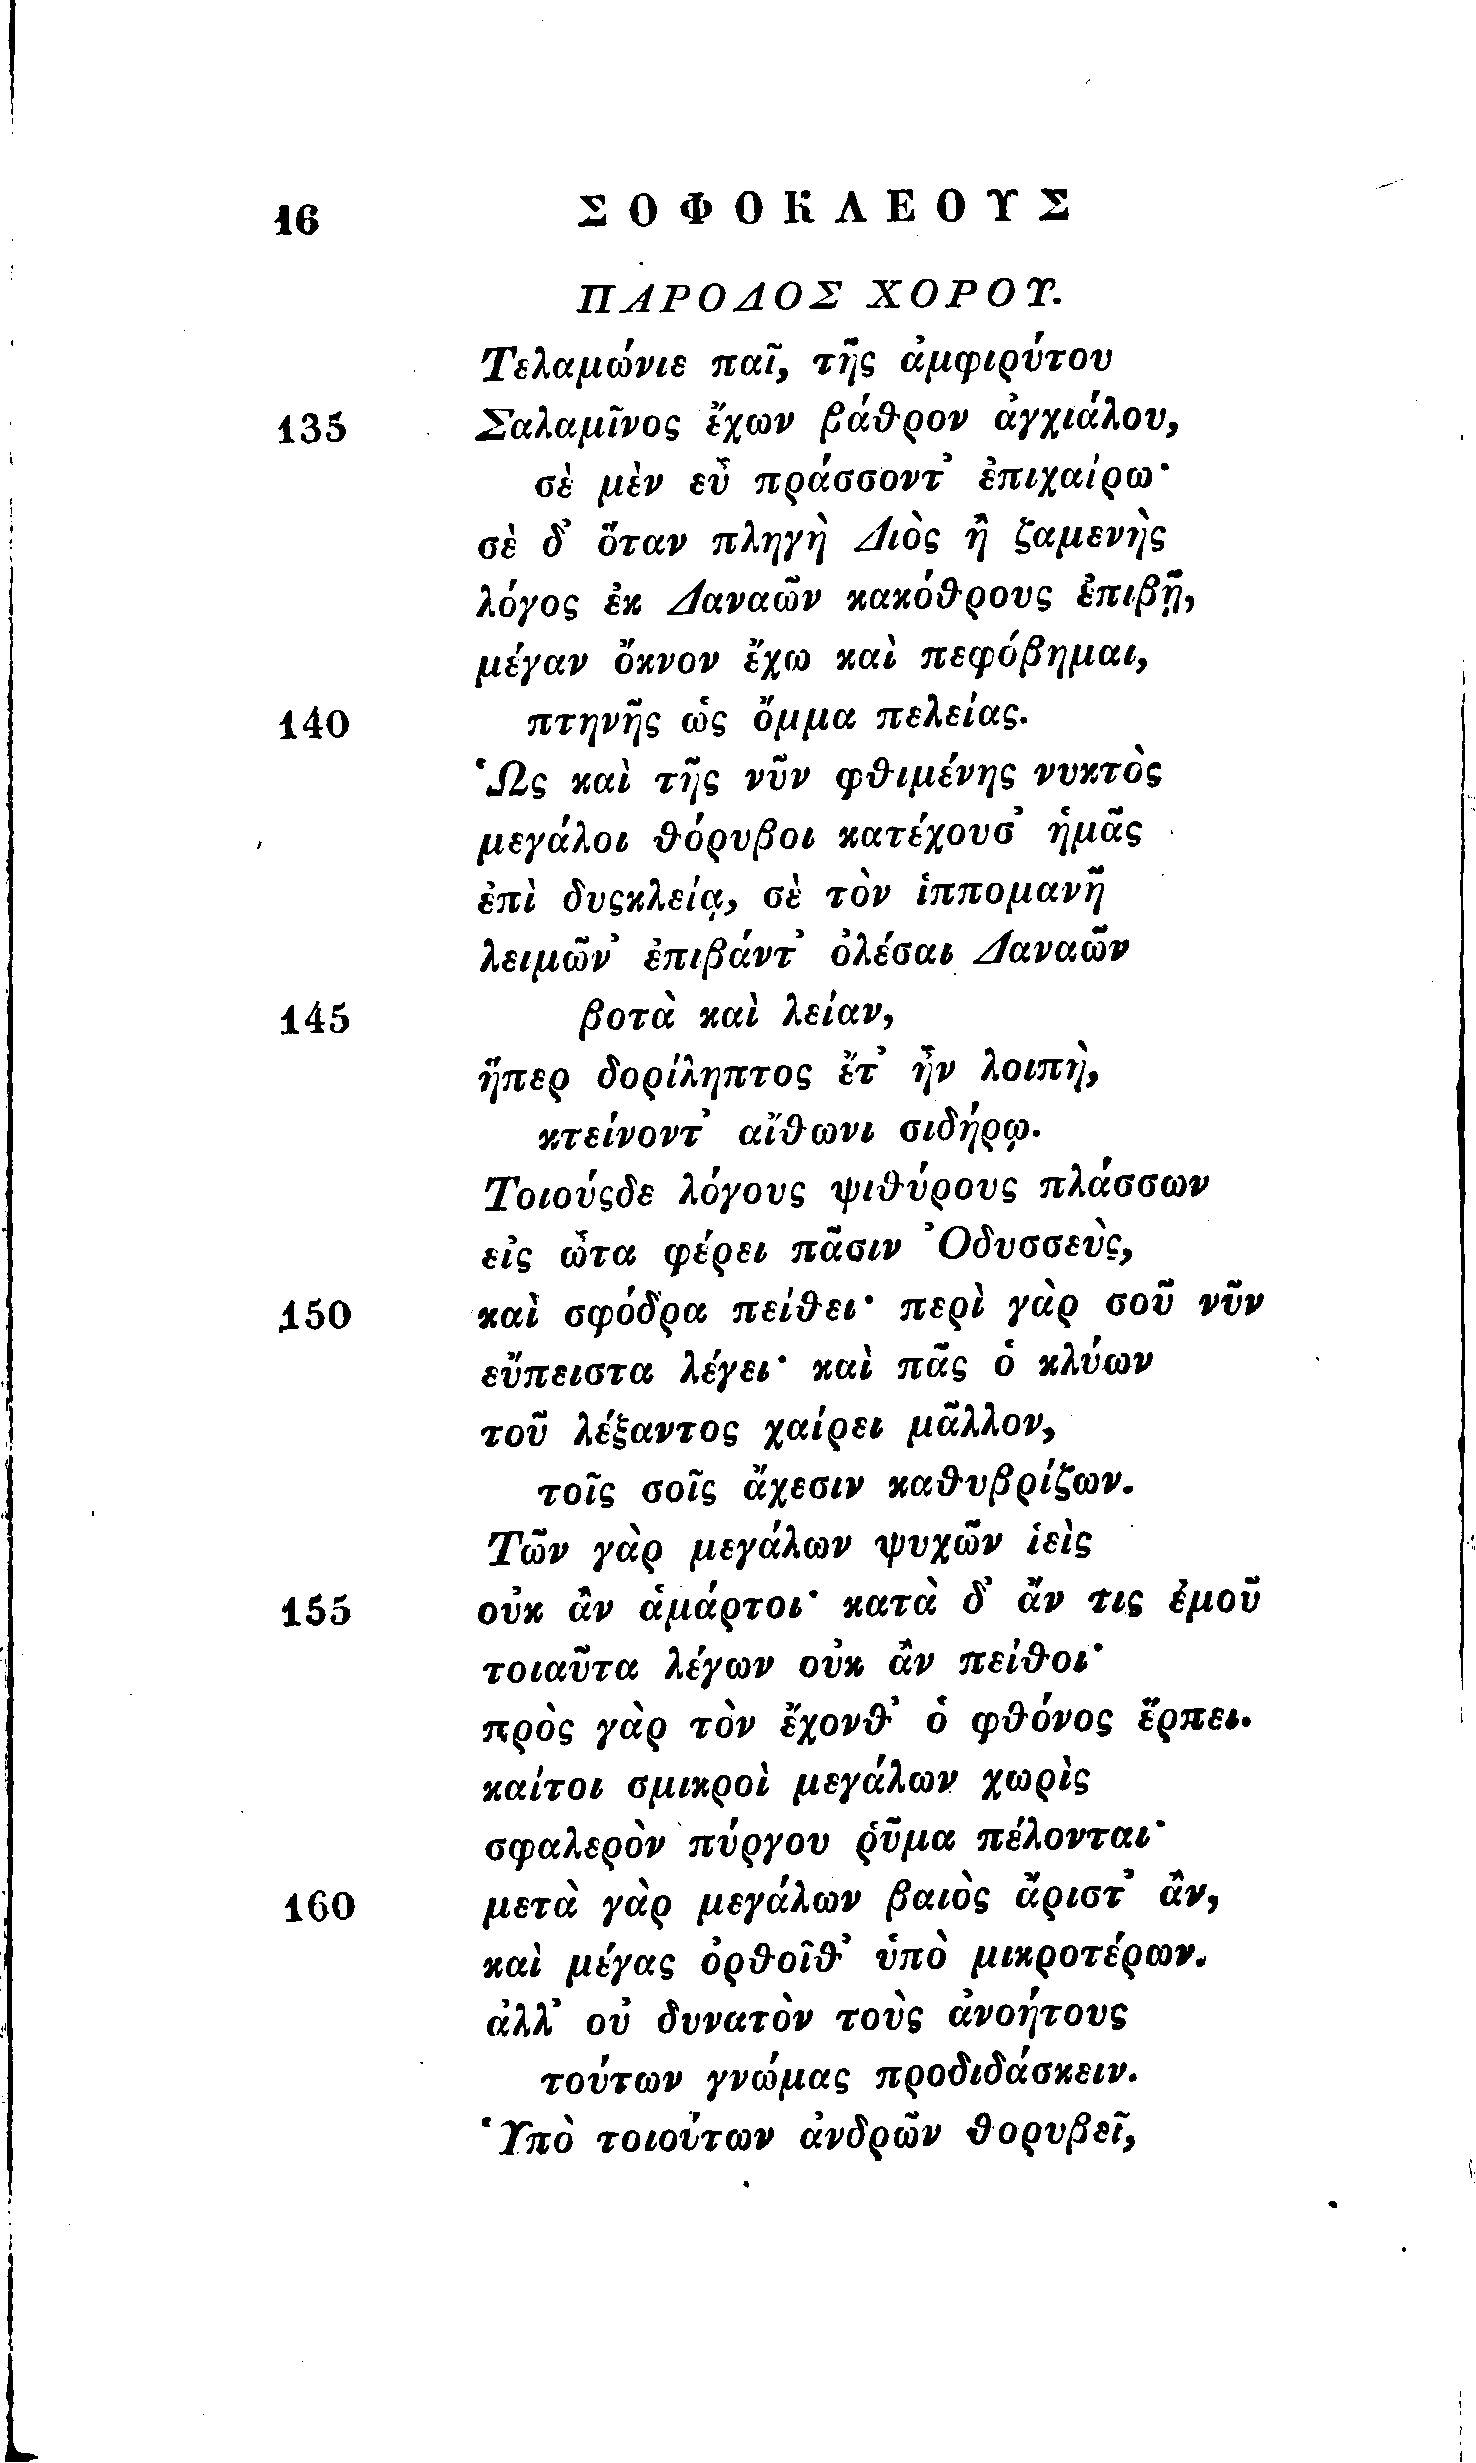 16 ΣΟΦΟΚΛΕΟΥΣ
ΠΑΡΟΔΟΣ ΧΟΡΟΥ.
Τελαμώνιε παῖ, τῆς ἀμφιρύτου
135 Σαλαμῖνος ἔχων βάθρον ἀγχιάλου,
σὲ μὲν εὖ πράσσοντ᾽ ἐπιχαίρω·
σὲ δ᾽ ὅταν πληγὴ Διὸς ἢ ζαμενὴς
λόγος ἐκ Δαναῶν κακόθρους ἐπιβῇ,
μέγαν ὄκνον ἔχω καὶ πεφόβημαι,
140 πτηνῆς ὡς ὄμμα πελείας.
Ὡς καὶ τῆς νῦν φθιμένης νυκτὸς
μεγάλοι θόρυβοι κατέχουσ᾽ ἡμᾶς
ἐπὶ δυςκλείᾳ, σὲ τὸν ἱππομανῆ
λειμῶν᾽ ἐπιβάντ᾽ ὀλέσαι Δαναῶν
145 βοτὰ καὶ λείαν,
ἥπερ δορίληπτος ἔτ᾽ ἦν λοιπὴ,
κτείνοντ᾽ αἴθωνι σιδήρῳ.
Τοιούςδε λόγους ψιθύρους πλάσσων
εἰς ὦτα φέρει πᾶσιν Ὀδυσσεὺς,
150 καὶ σφόδρα πείθει· περὶ γὰρ σοῦ νῦν
εὔπειστα λέγει· καὶ πᾶς ὁ κλύων
τοῦ λέξαντος χαίρει μᾶλλον,
τοῖς σοῖς ἄχεσιν καθυβρίζων.
Τῶν γὰρ μεγάλων ψυχῶν ἱεὶς
155 οὐκ ἂν ἁμάρτοι· κατὰ δ᾽ ἄν τις ἐμοῦ
τοιαῦτα λέγων οὐκ ἂν πείθοι·
πρὸς γὰρ τὸν ἔχονθ᾽ ὁ φθόνος ἕρπει.
καίτοι σμικροὶ μεγάλων χωρὶς
σφαλερὸν πύργου ῥῦμα πέλονται·
160 μετὰ γὰρ μεγάλων βαιὸς ἄριστ᾽ ἂν,
καὶ μέγας ὀρθοῖθ᾽ ὑπὸ μικροτέρων.
ἀλλ᾽ οὐ δυνατὸν τοὺς ἀνοήτους
τούτων γνώμας προδιδάσκειν.
Ὑπὸ τοιούτων ἀνδρῶν θορυβεῖ,